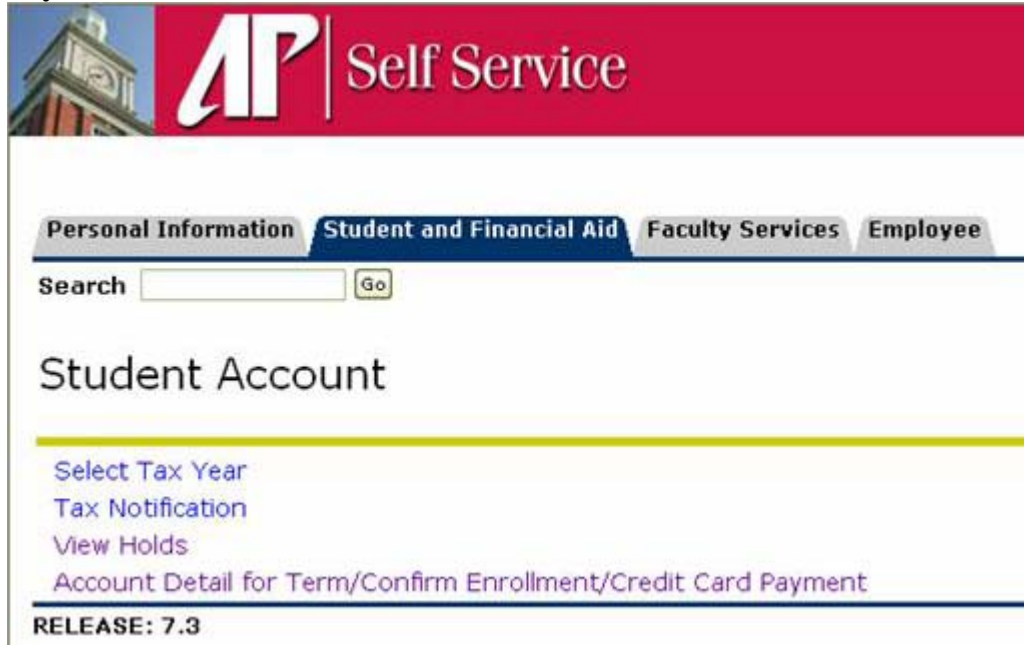 AP Self Service
Personal Information Student and Financial Aid Faculty Services Employee
Search Go
Student Account
Select Tax Year
Tax Notification
View Holds
Account Detail for Term/Confirm Enrollment/Credit Card Payment
RELEASE: 7.3